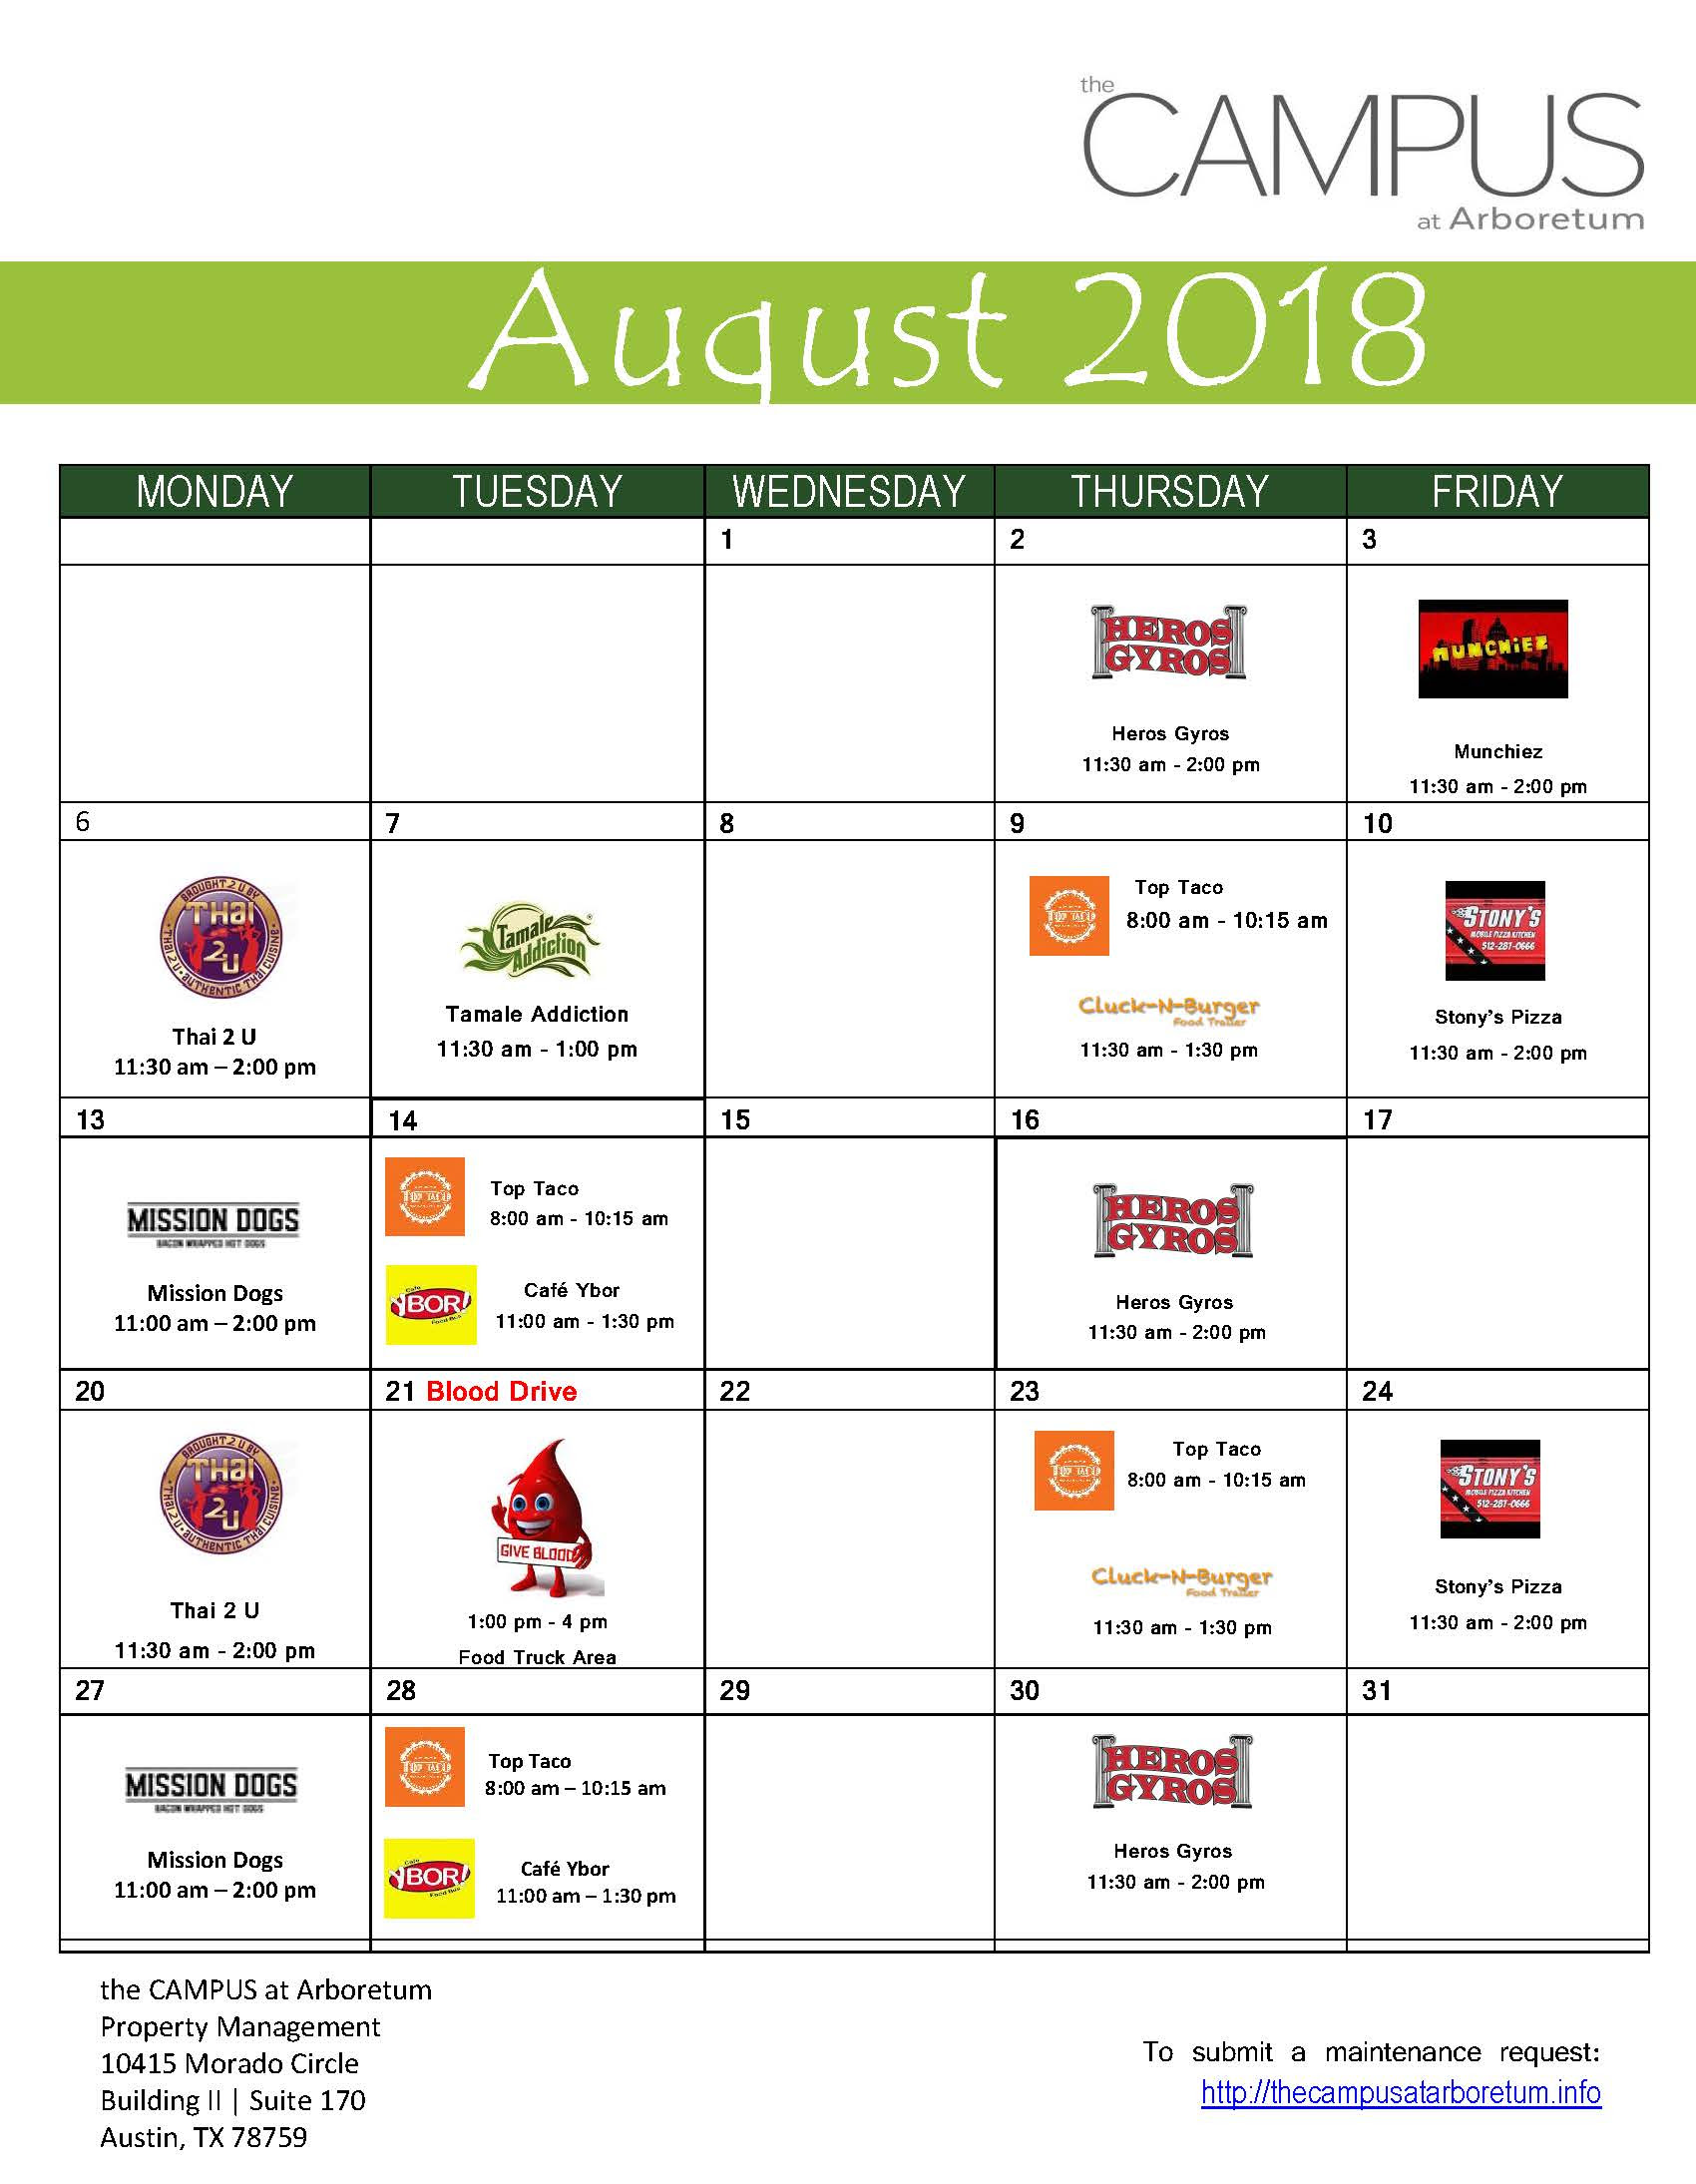 the
CAMPUS
at Arboretum
August 2018
MONDAY TUESDAY WEDNESDAY THURSDAY FRIDAY
1 2 3
HEROS
GYROS
MUNCHIEZ
Heros Gyros
11:30 am - 2:00 pm
Munchiez
11:30 am - 2:00 pm
6 7 8 9 10
BROUGHT 2 U BY
THai
2
U
THAI 2 U • AUTHENTIC THAI CUISINE
Thai 2 U
11:30 am – 2:00 pm
Tamale
Addiction
Tamale Addiction
11:30 am - 1:00 pm
TOP TACO
Top Taco
8:00 am - 10:15 am
Cluck-N-Burger
Food Trailer
11:30 am - 1:30 pm
STONY'S
MOBILE PIZZA KITCHEN
512-287-0666
Stony's Pizza
11:30 am - 2:00 pm
13 14 15 16 17
MISSION DOGS
BACON WRAPPED HOT DOGS
Mission Dogs
11:00 am – 2:00 pm
TOP TACO
Top Taco
8:00 am - 10:15 am
Cafe
YBOR!
Food Bus
Café Ybor
11:00 am - 1:30 pm
HEROS
GYROS
Heros Gyros
11:30 am - 2:00 pm
20 21 Blood Drive 22 23 24
BROUGHT 2 U BY
THai
2
U
THAI 2 U • AUTHENTIC THAI CUISINE
Thai 2 U
11:30 am - 2:00 pm
GIVE BLOOD
1:00 pm - 4 pm
Food Truck Area
TOP TACO
Top Taco
8:00 am - 10:15 am
Cluck-N-Burger
Food Trailer
11:30 am - 1:30 pm
STONY'S
MOBILE PIZZA KITCHEN
512-287-0666
Stony's Pizza
11:30 am - 2:00 pm
27 28 29 30 31
MISSION DOGS
BACON WRAPPED HOT DOGS
Mission Dogs
11:00 am – 2:00 pm
TOP TACO
Top Taco
8:00 am – 10:15 am
Cafe
YBOR!
Food Bus
Café Ybor
11:00 am – 1:30 pm
HEROS
GYROS
Heros Gyros
11:30 am - 2:00 pm
the CAMPUS at Arboretum
Property Management
10415 Morado Circle
Building II | Suite 170
Austin, TX 78759
To submit a maintenance request:
http://thecampusatarboretum.info